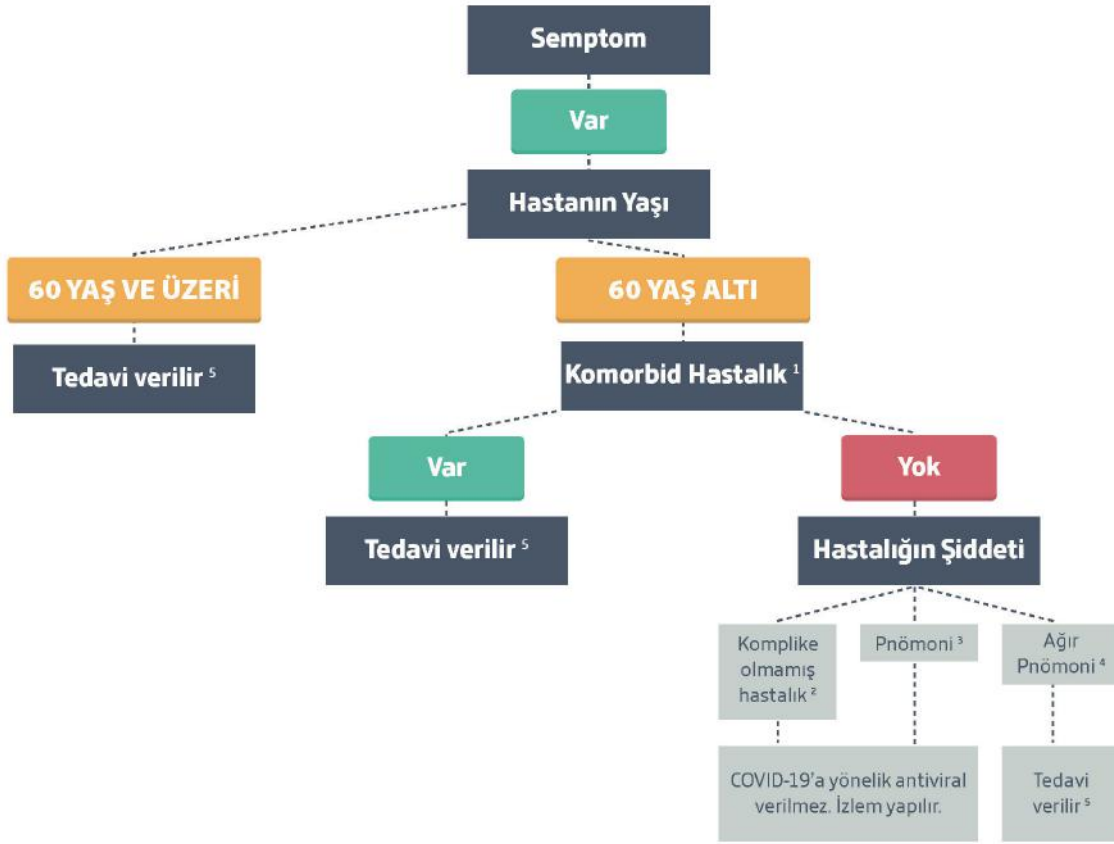 Semptom
Var
Hastanın Yaşı
60 YAŞ VE ÜZERİ
60 YAŞ ALTI
Tedavi verilir ⁵
Komorbid Hastalık ¹
Var
Yok
Tedavi verilir ⁵
Hastalığın Şiddeti
Komplike
olmamış
hastalık ²
Pnömoni ³
Ağır
Pnömoni ⁴
COVID-19'a yönelik antiviral
verilmez. İzlem yapılır.
Tedavi
verilir ⁵